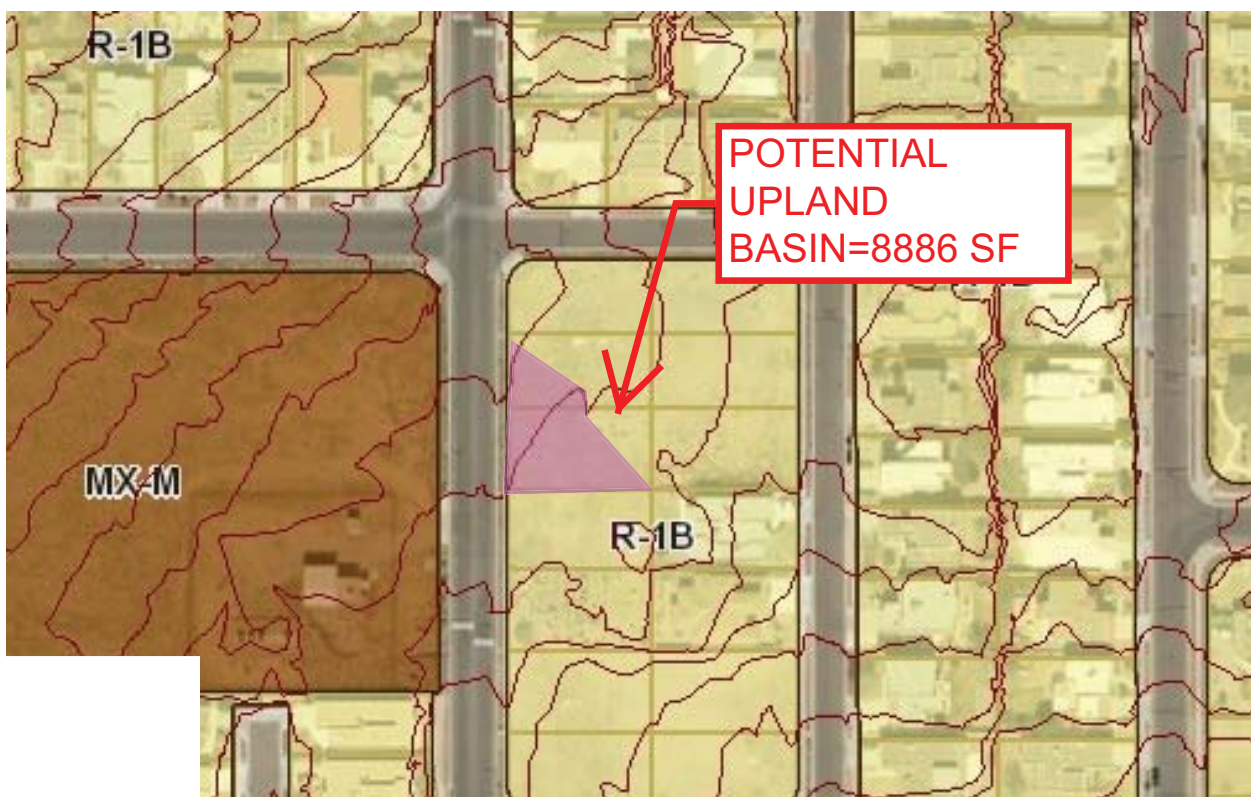 R-1B
POTENTIAL
UPLAND
BASIN=8886 SF
MX-M
R-1B